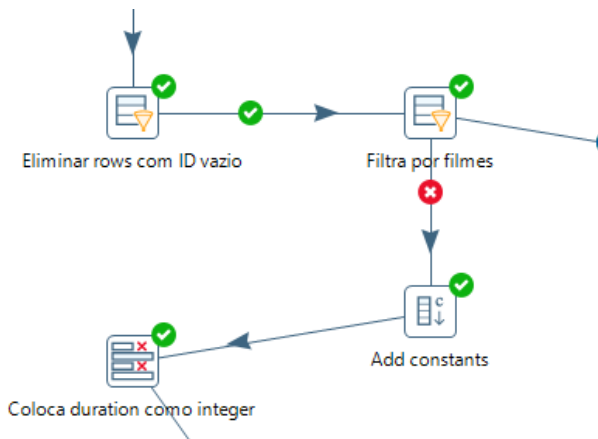 Eliminar rows com ID vazio
Filtra por filmes
c
Add constants
Coloca duration como integer